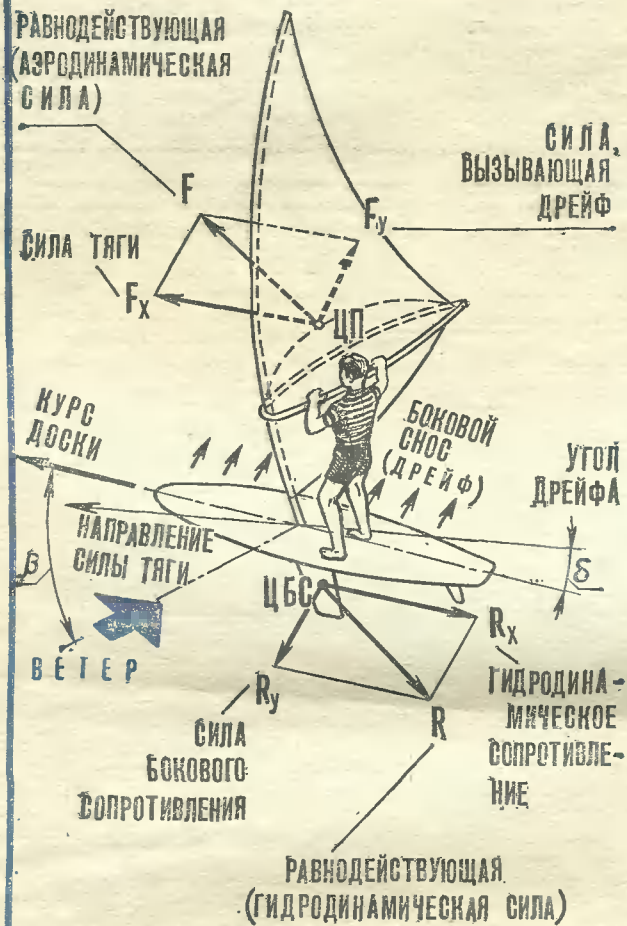 РАВНОДЕЙСТВУЮЩАЯ
(АЭРОДИНАМИЧЕСКАЯ
СИЛА)
СИЛА,
ВЫЗЫВАЮЩАЯ
ДРЕЙФ
F
Fy
СИЛА ТЯГИ
Fx
ЦП
КУРС
ДОСКИ
БОКОВОЙ
СНОС
(ДРЕЙФ)
УГОЛ
ДРЕЙФА
НАПРАВЛЕНИЕ
СИЛЫ ТЯГИ
β
δ
ЦБС
ВЕТЕР
Rx
ГИДРОДИНА-
МИЧЕСКОЕ
СОПРОТИВЛЕ-
НИЕ
Ry
R
СИЛА
БОКОВОГО
СОПРОТИВЛЕНИЯ
РАВНОДЕЙСТВУЮЩАЯ
(ГИДРОДИНАМИЧЕСКАЯ СИЛА)